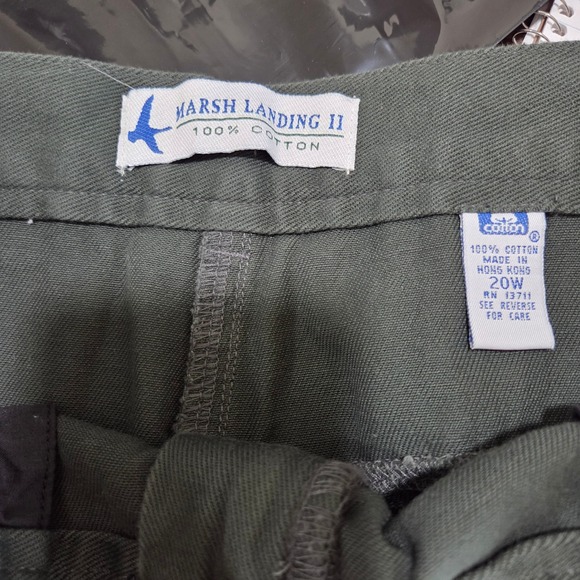 MARSH LANDING II
100% COTTON
cotton®
100% COTTON
MADE IN
HONG KONG
20W
RN 13711
SEE REVERSE
FOR CARE